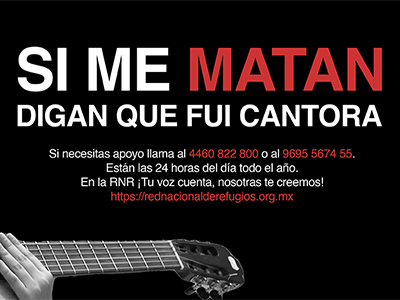 SI ME MATAN
DIGAN QUE FUI CANTORA
Si necesitas apoyo llama al 4460 822 800 o al 9695 5674 55.
Están las 24 horas del día todo el año.
En la RNR ¡Tu voz cuenta, nosotras te creemos!
https://rednacionalderefugios.org.mx